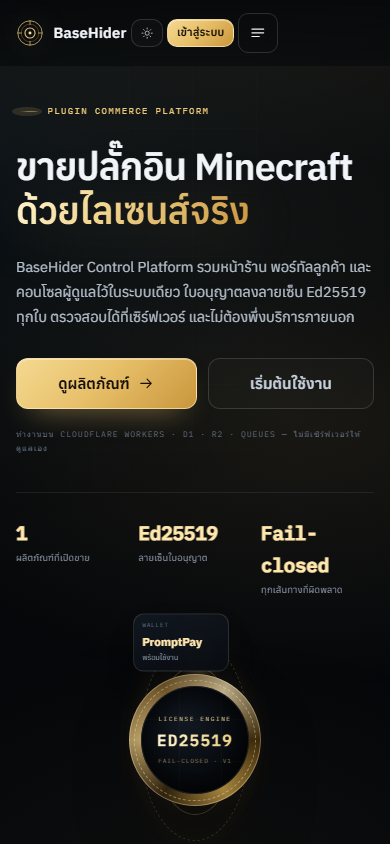 BaseHider
เข้าสู่ระบบ
PLUGIN COMMERCE PLATFORM
ขายปลั๊กอิน Minecraft
ด้วยไลเซนส์จริง
BaseHider Control Platform รวมหน้าร้าน พอร์ทัลลูกค้า และ
คอนโซลผู้ดูแลไว้ในระบบเดียว ใบอนุญาตลงลายเซ็น Ed25519
ทุกใบ ตรวจสอบได้ที่เซิร์ฟเวอร์ และไม่ต้องพึ่งบริการภายนอก
ดูผลิตภัณฑ์ →
เริ่มต้นใช้งาน
ทำงานบน CLOUDFLARE WORKERS · D1 · R2 · QUEUES — ไม่มีเซิร์ฟเวอร์ให้
ดูแลเอง
1
ผลิตภัณฑ์ที่เปิดขาย
Ed25519
ลายเซ็นใบอนุญาต
Fail-
closed
ทุกเส้นทางที่ผิดพลาด
WALLET
PromptPay
พร้อมใช้งาน
LICENSE ENGINE
ED25519
FAIL-CLOSED · V1